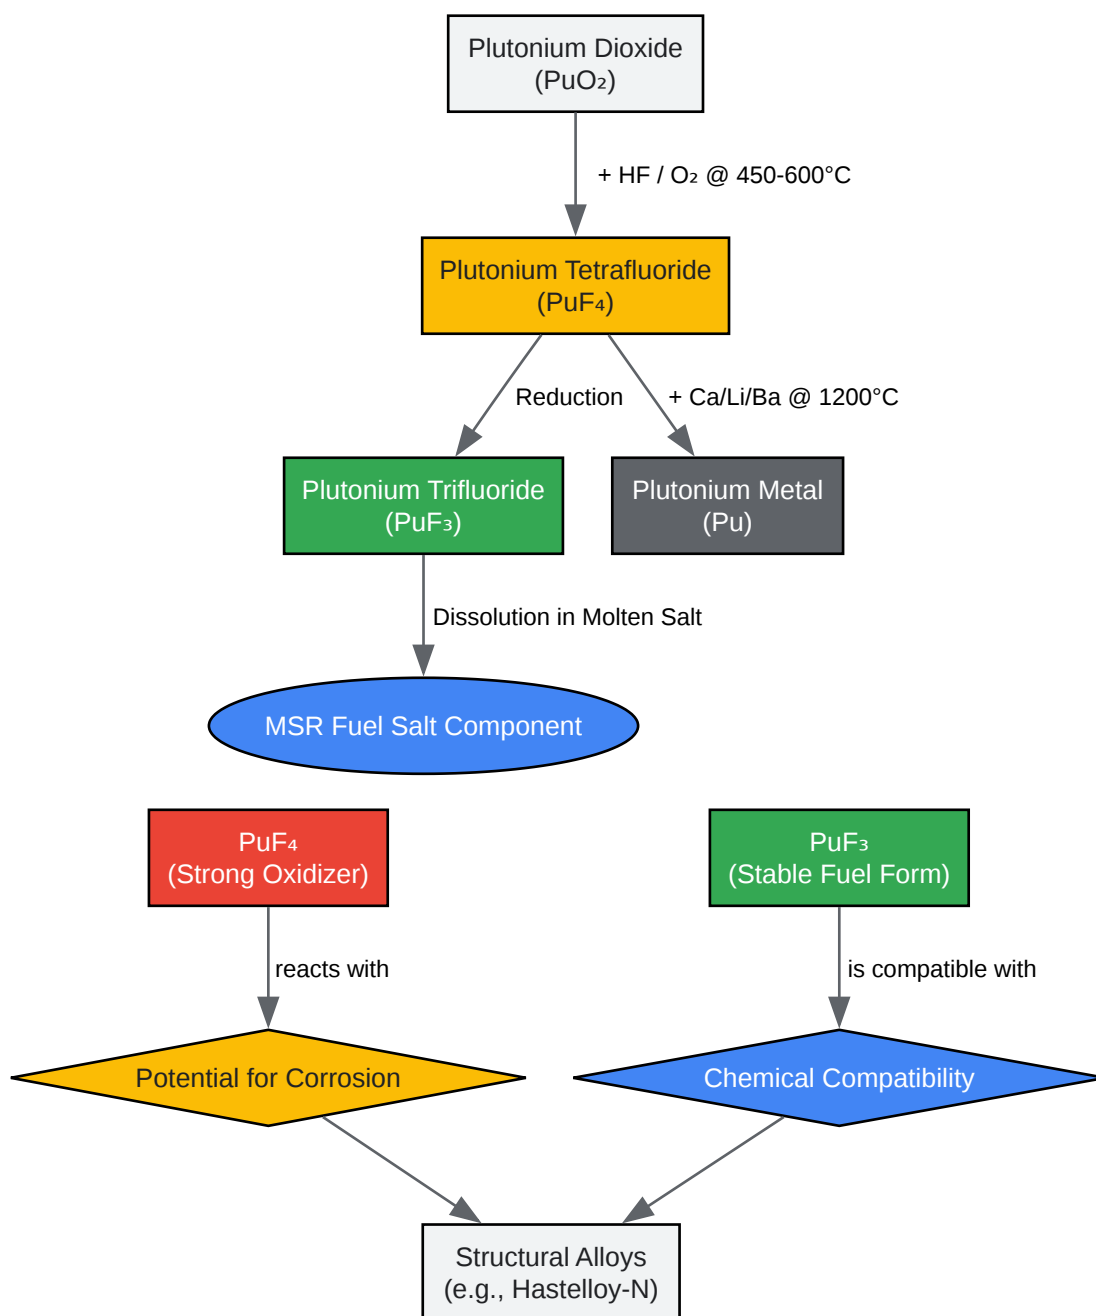 Plutonium Dioxide
(PuO₂)
+ HF / O₂ @ 450-600°C
Plutonium Tetrafluoride
(PuF₄)
Reduction
+ Ca/Li/Ba @ 1200°C
Plutonium Trifluoride
(PuF₃)
Plutonium Metal
(Pu)
Dissolution in Molten Salt
MSR Fuel Salt Component
PuF₄
(Strong Oxidizer)
PuF₃
(Stable Fuel Form)
reacts with
is compatible with
Potential for Corrosion
Chemical Compatibility
Structural Alloys
(e.g., Hastelloy-N)